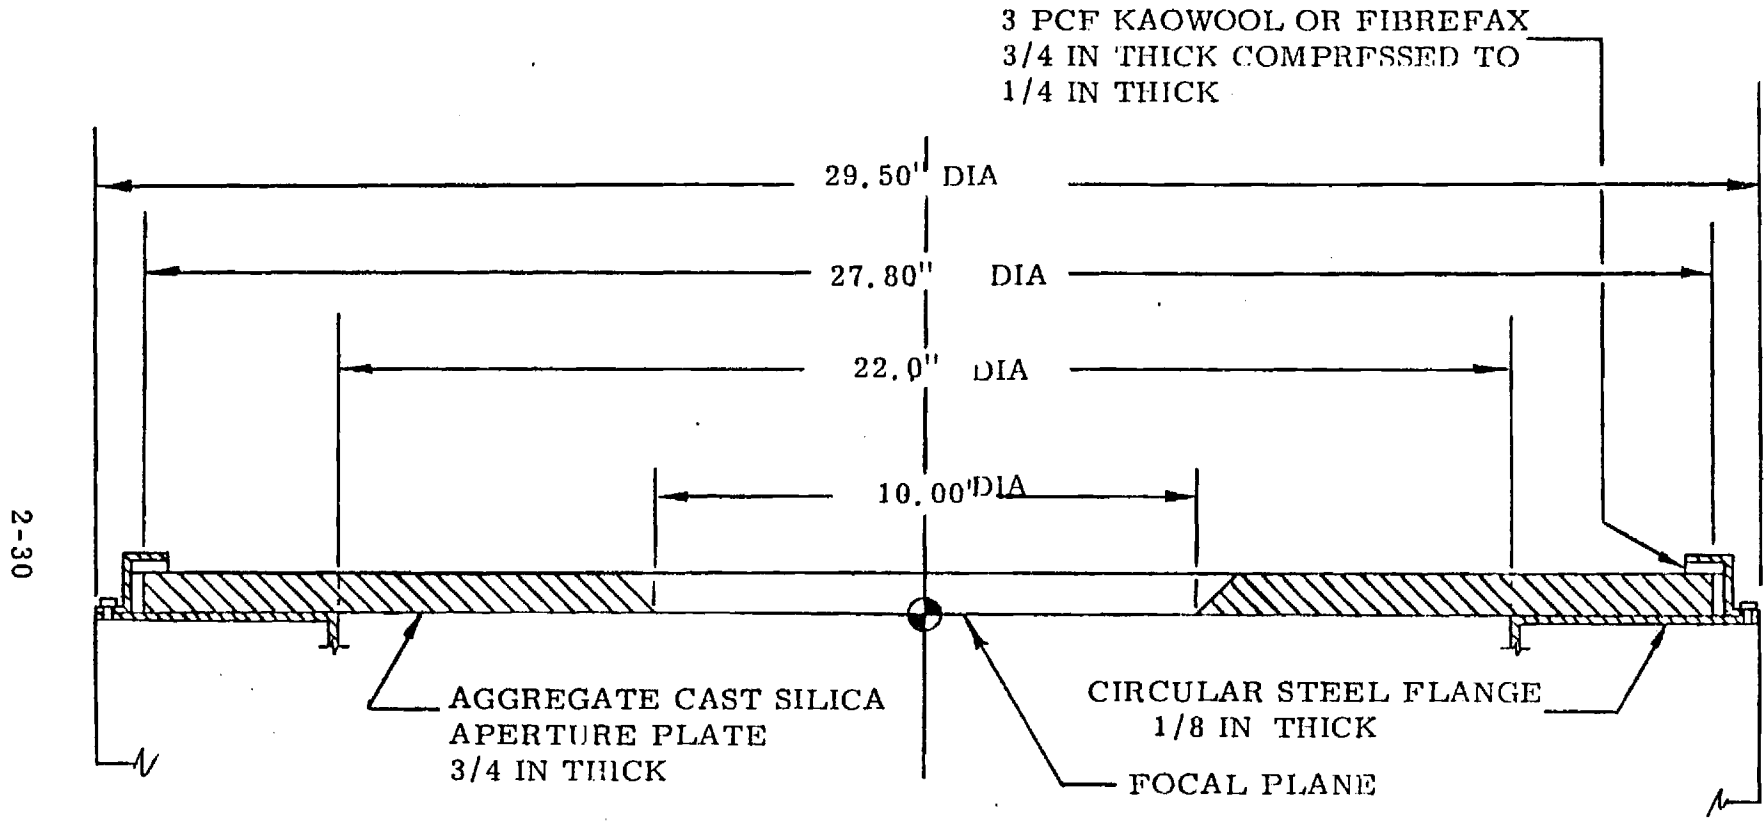 3 PCF KAOWOOL OR FIBREFAX
3/4 IN THICK COMPRESSED TO
1/4 IN THICK
29.50" DIA
27.80" DIA
22.0" DIA
10.00" DIA
2-30
AGGREGATE CAST SILICA
APERTURE PLATE
3/4 IN THICK
CIRCULAR STEEL FLANGE
1/8 IN THICK
FOCAL PLANE